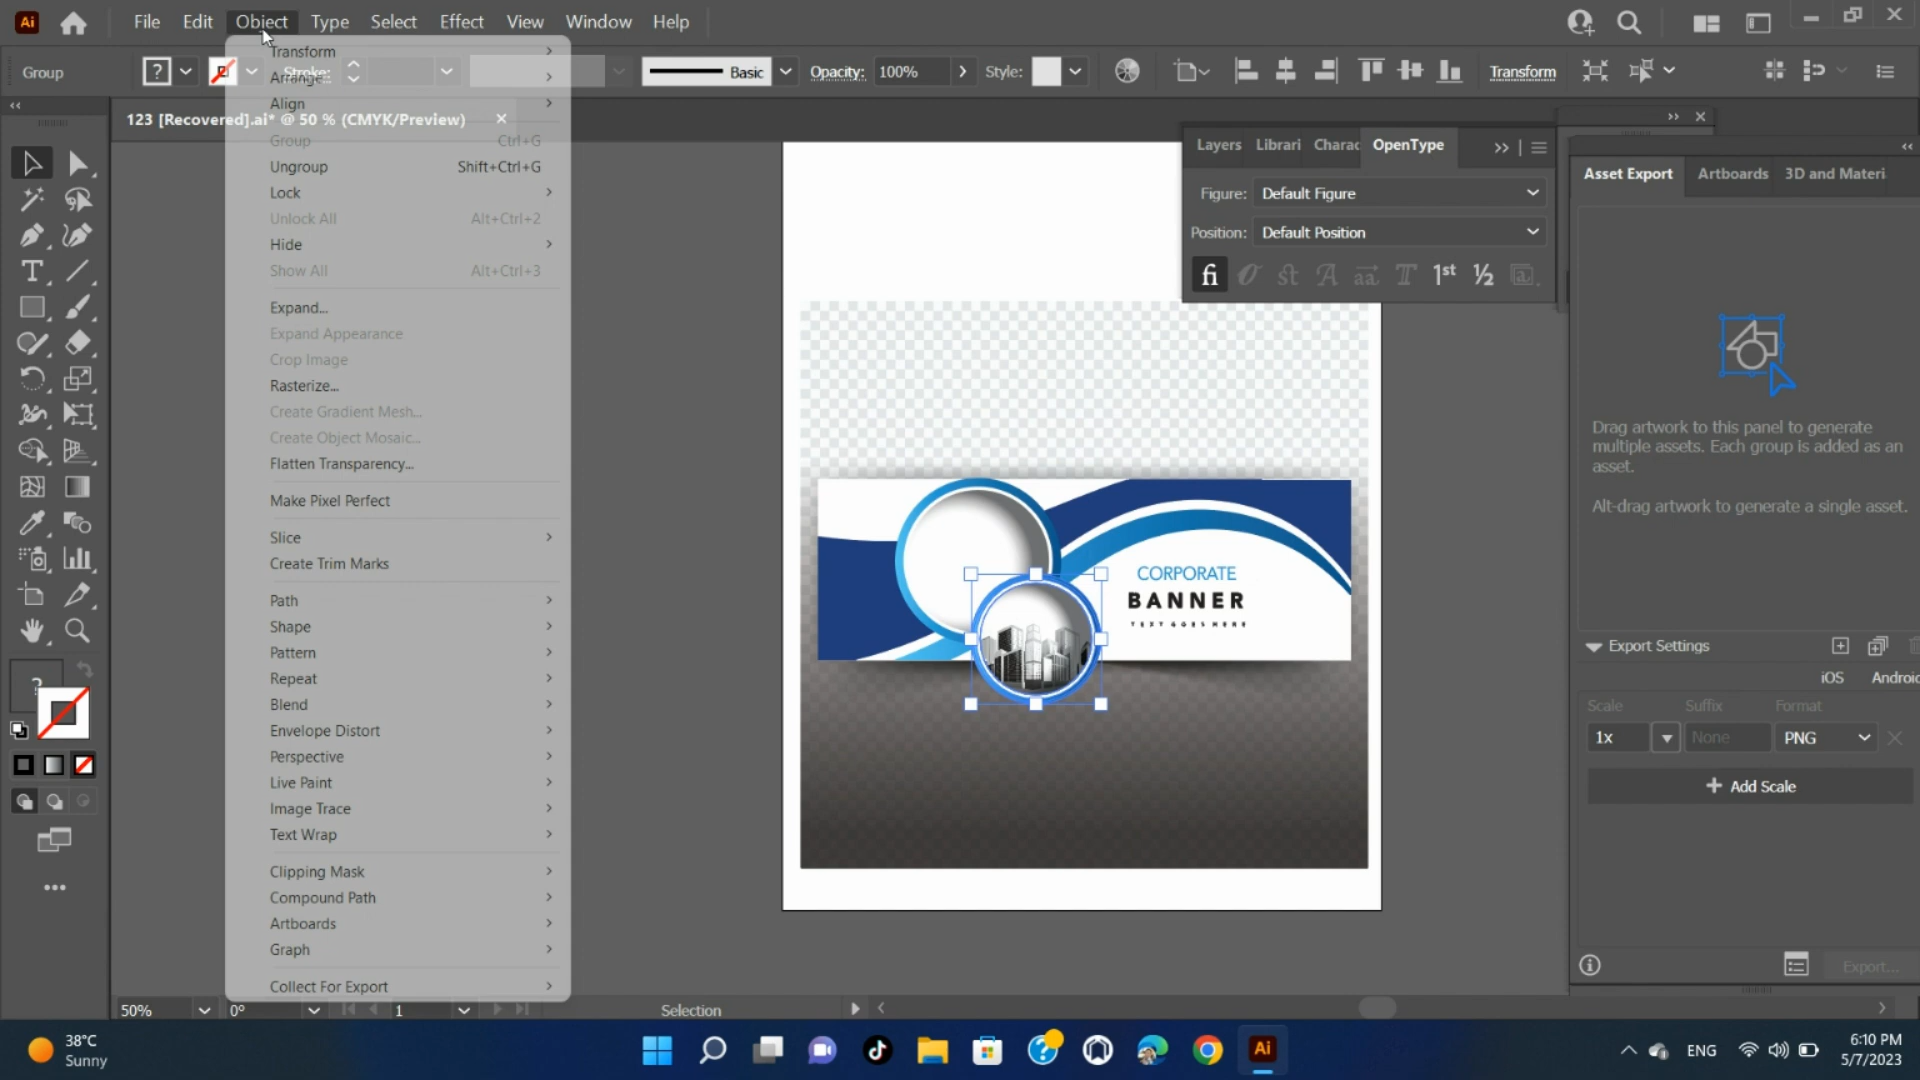 Ai File Edit Object Type Select Effect View Window Help
Group ? Stroke: Basic Opacity: 100% Style: Transform
123 [Recovered].ai* @ 50 % (CMYK/Preview)
Transform
Arrange
Align
Group Ctrl+G
Ungroup Shift+Ctrl+G
Lock
Unlock All Alt+Ctrl+2
Hide
Show All Alt+Ctrl+3
Expand...
Expand Appearance
Crop Image
Rasterize...
Create Gradient Mesh...
Create Object Mosaic...
Flatten Transparency...
Make Pixel Perfect
Slice
Create Trim Marks
Path
Shape
Pattern
Repeat
Blend
Envelope Distort
Perspective
Live Paint
Image Trace
Text Wrap
Clipping Mask
Compound Path
Artboards
Graph
Collect For Export
CORPORATE
BANNER
TEXT GOES HERE
Layers Librari Charac OpenType
Figure: Default Figure
Position: Default Position
fi st A aa T 1st ½ a
Asset Export Artboards 3D and Materi
Drag artwork to this panel to generate
multiple assets. Each group is added as an
asset.
Alt-drag artwork to generate a single asset.
Export Settings
iOS Androic
Scale Suffix Format
1x None PNG
+ Add Scale
Export...
50% 0° 1 Selection
38°C
Sunny
Ai
ENG
6:10 PM
5/7/2023